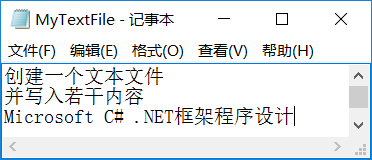 MyTextFile - 记事本
文件(F) 编辑(E) 格式(O) 查看(V) 帮助(H)
创建一个文本文件
并写入若干内容
Microsoft C# .NET框架程序设计